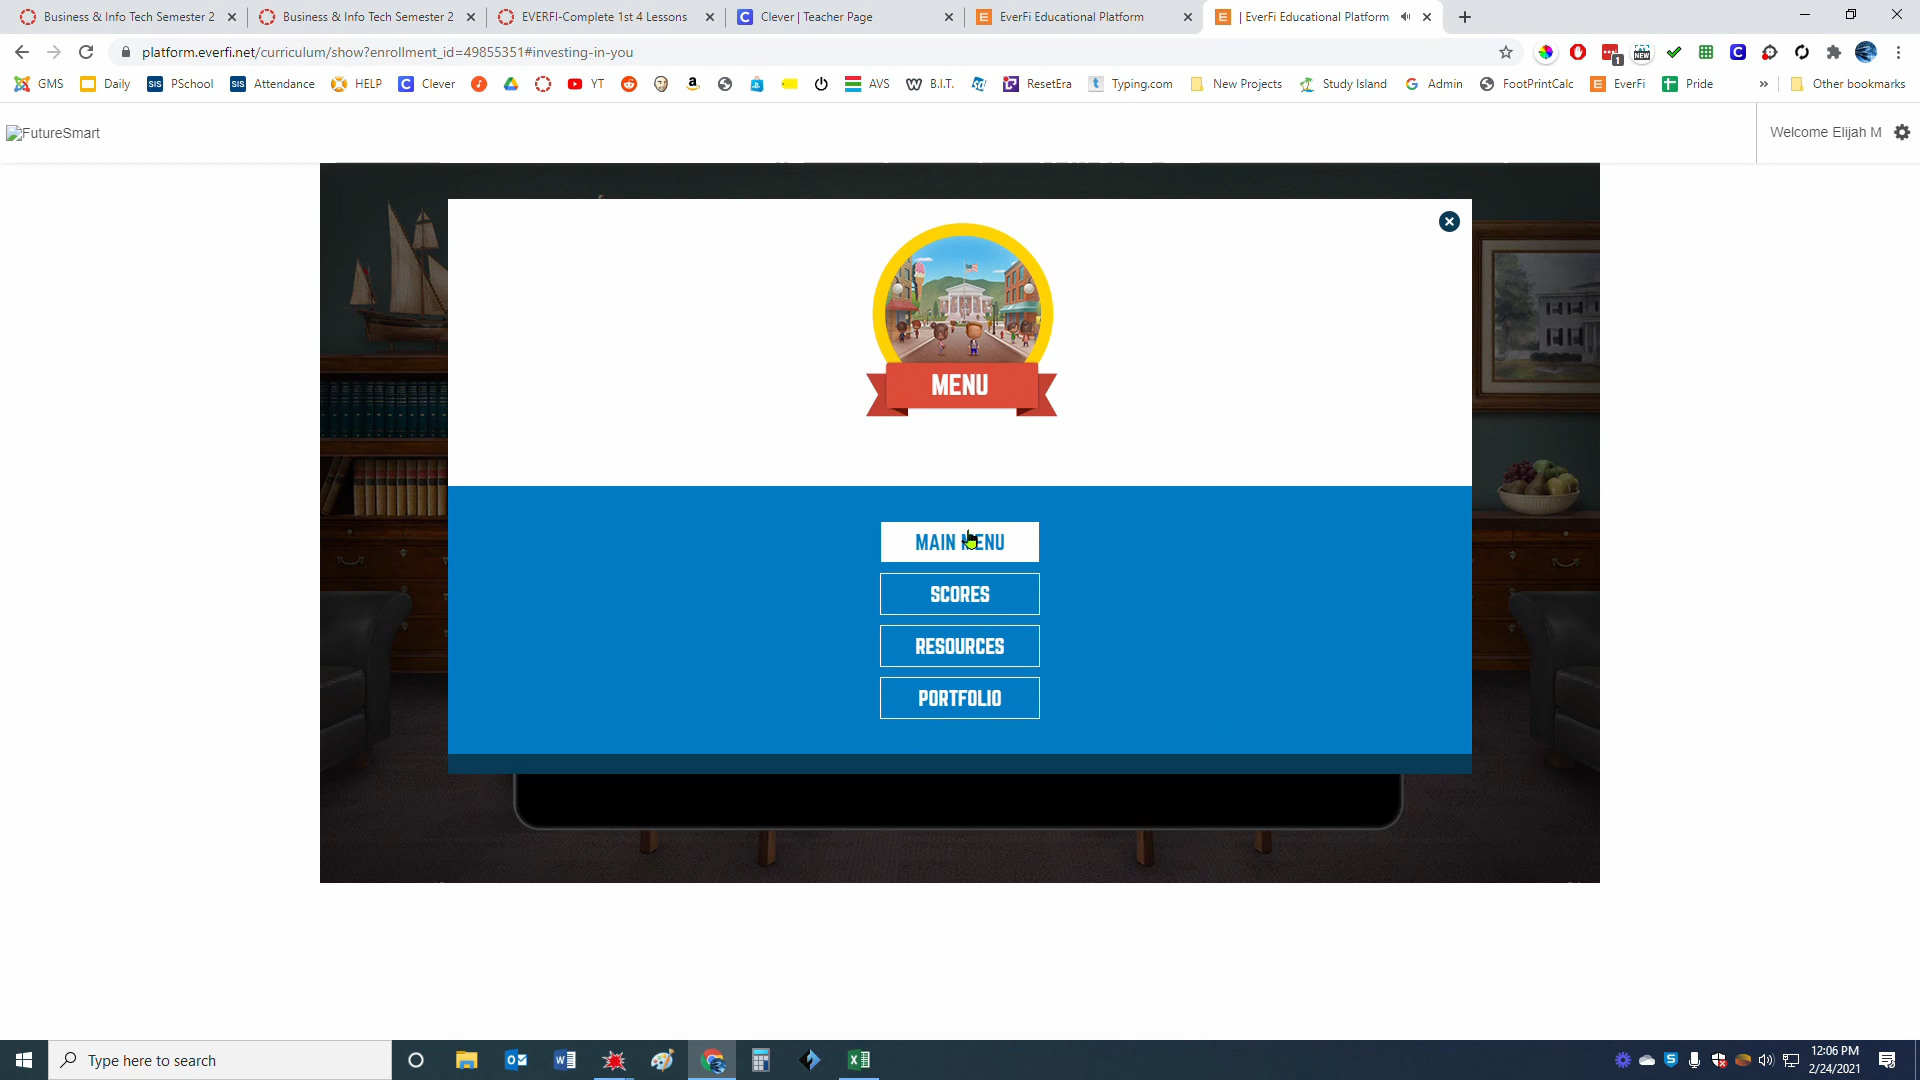 Business & Info Tech Semester 2
Business & Info Tech Semester 2
EVERFI-Complete 1st 4 Lessons
Clever | Teacher Page
EverFi Educational Platform
| EverFi Educational Platform
platform.everfi.net/curriculum/show?enrollment_id=49855351#investing-in-you
GMS
Daily
PSchool
Attendance
HELP
Clever
YT
AVS
B.I.T.
ResetEra
Typing.com
New Projects
Study Island
Admin
FootPrintCalc
EverFi
Pride
Other bookmarks
FutureSmart
Welcome Elijah M
MENU
MAIN MENU
SCORES
RESOURCES
PORTFOLIO
Type here to search
12:06 PM
2/24/2021